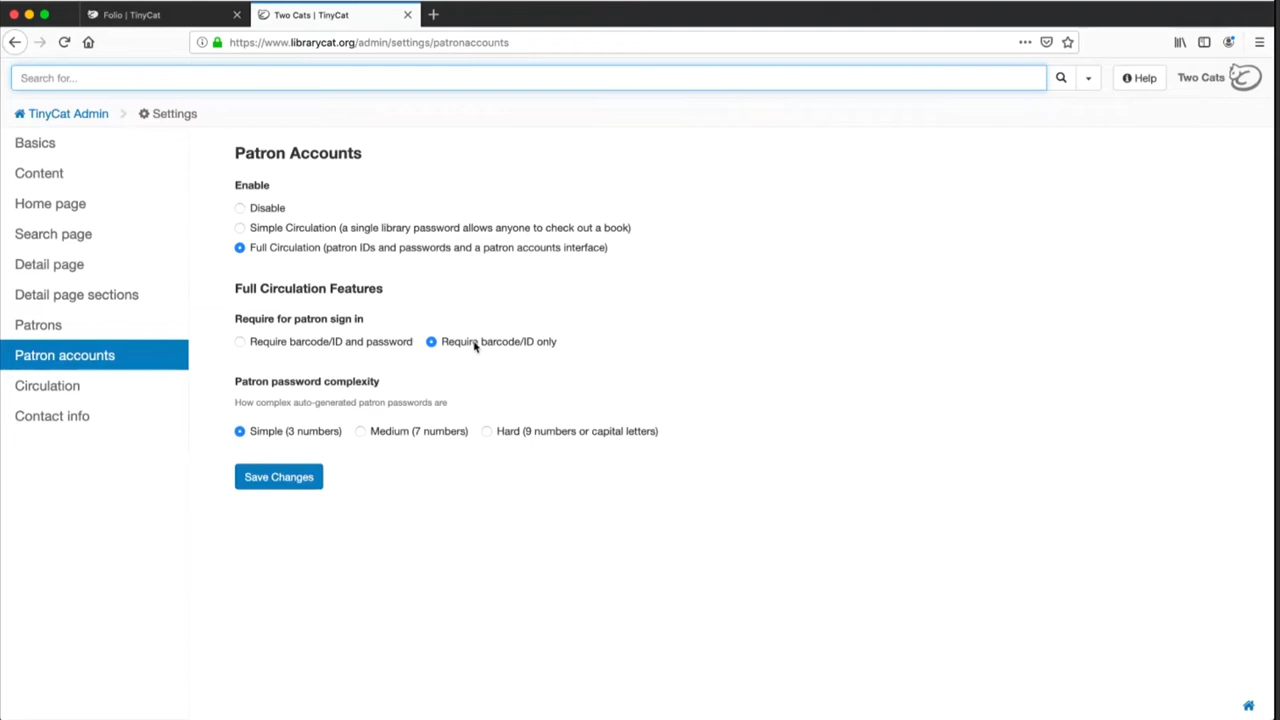 Folio | TinyCat
Two Cats | TinyCat
https://www.librarycat.org/admin/settings/patronaccounts
Search for...
Help
Two Cats
TinyCat Admin
Settings
Basics
Content
Home page
Search page
Detail page
Detail page sections
Patrons
Patron accounts
Circulation
Contact info
Patron Accounts
Enable
Disable
Simple Circulation (a single library password allows anyone to check out a book)
Full Circulation (patron IDs and passwords and a patron accounts interface)
Full Circulation Features
Require for patron sign in
Require barcode/ID and password
Require barcode/ID only
Patron password complexity
How complex auto-generated patron passwords are
Simple (3 numbers)
Medium (7 numbers)
Hard (9 numbers or capital letters)
Save Changes